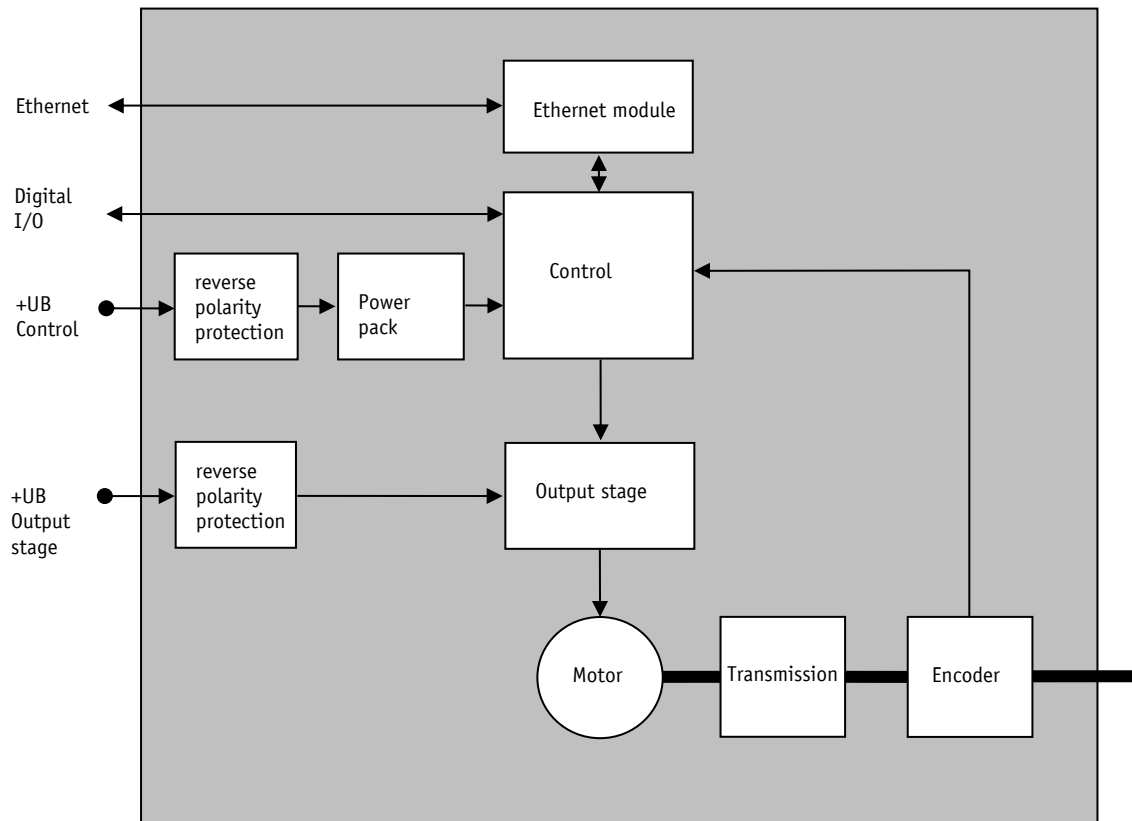 Ethernet
Ethernet module
Digital
I/O
Control
+UB
Control
reverse
polarity
protection
Power
pack
+UB
Output
stage
reverse
polarity
protection
Output stage
Motor
Transmission
Encoder